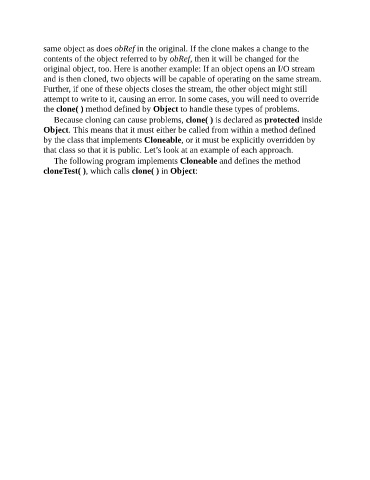 same object as does obRef in the original. If the clone makes a change to the
contents of the object referred to by obRef, then it will be changed for the
original object, too. Here is another example: If an object opens an I/O stream
and is then cloned, two objects will be capable of operating on the same stream.
Further, if one of these objects closes the stream, the other object might still
attempt to write to it, causing an error. In some cases, you will need to override
the clone( ) method defined by Object to handle these types of problems.
Because cloning can cause problems, clone( ) is declared as protected inside
Object. This means that it must either be called from within a method defined
by the class that implements Cloneable, or it must be explicitly overridden by
that class so that it is public. Let’s look at an example of each approach.
The following program implements Cloneable and defines the method
cloneTest( ), which calls clone( ) in Object: